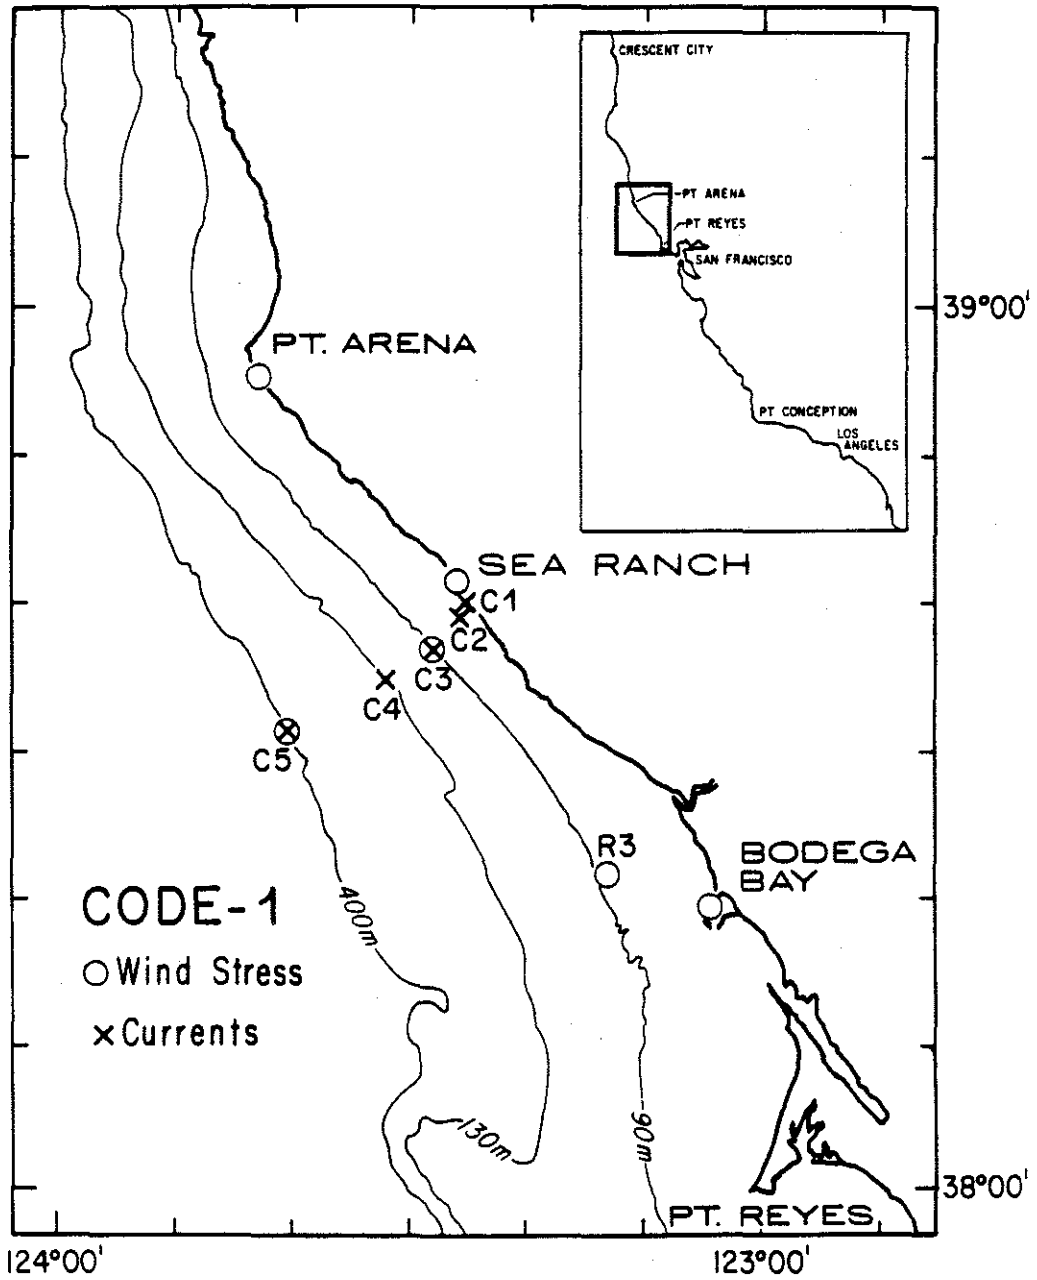 CRESCENT CITY
PT ARENA
PT REYES
SAN FRANCISCO
PT CONCEPTION
LOS
ANGELES
39°00'
PT. ARENA
SEA RANCH
C1
C2
C3
C4
C5
R3
BODEGA
BAY
CODE-1
Wind Stress
Currents
400m
130m
90m
38°00'
PT. REYES
124°00'
123°00'